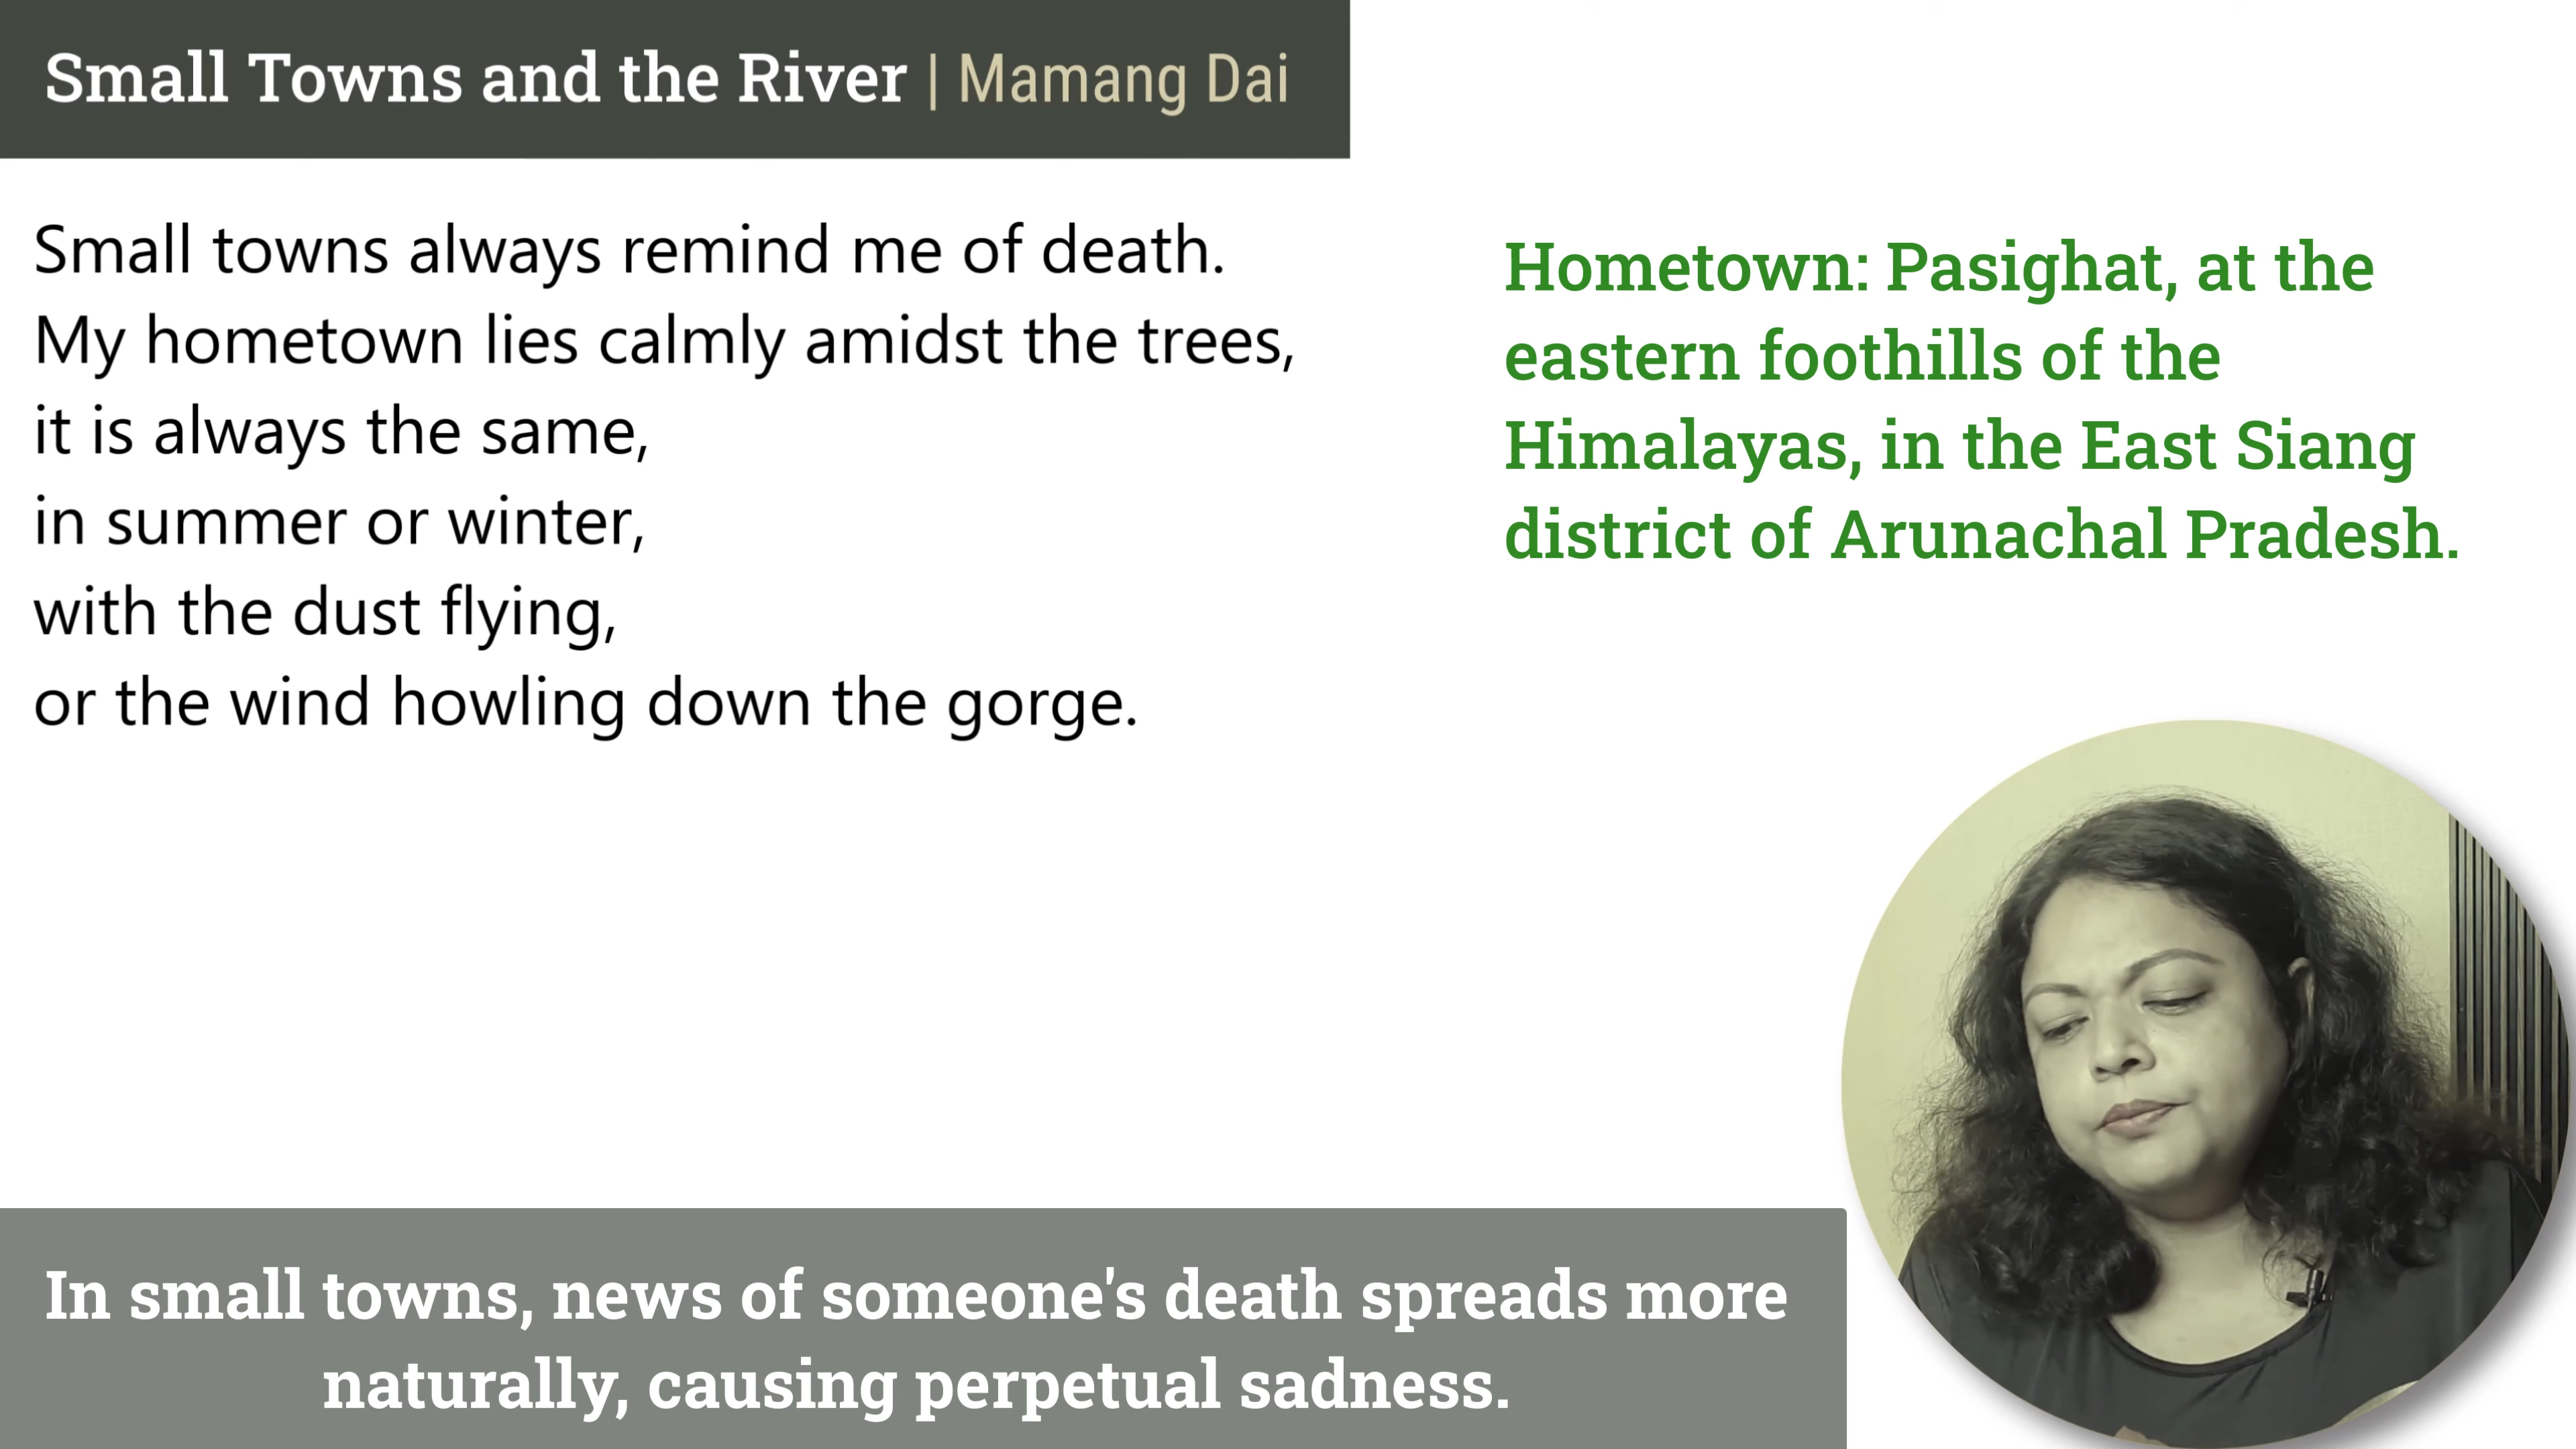 Small Towns and the River | Mamang Dai
Small towns always remind me of death.
My hometown lies calmly amidst the trees,
it is always the same,
in summer or winter,
with the dust flying,
or the wind howling down the gorge.
Hometown: Pasighat, at the
eastern foothills of the
Himalayas, in the East Siang
district of Arunachal Pradesh.
In small towns, news of someone's death spreads more
naturally, causing perpetual sadness.